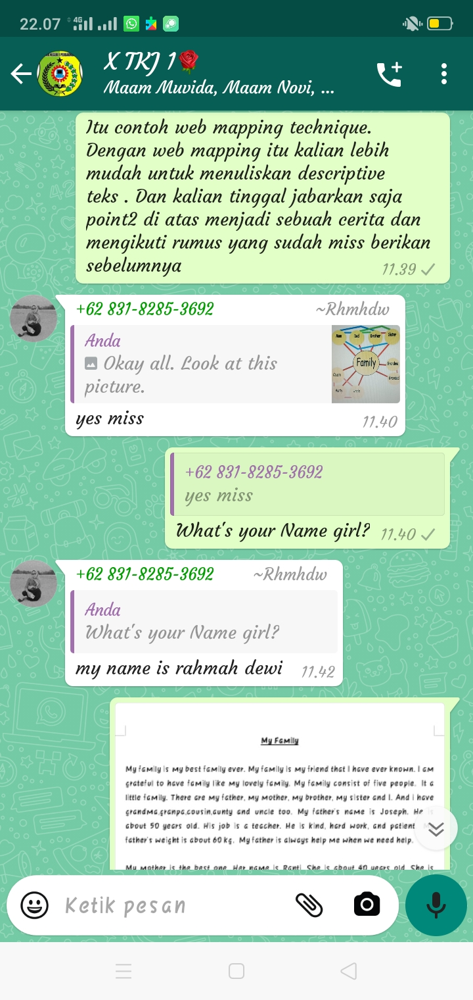 22.07 4G
X TKJ 1🌹
Maam Muvida, Maam Novi, ...
Itu contoh web mapping technique.
Dengan web mapping itu kalian lebih
mudah untuk menuliskan descriptive
teks . Dan kalian tinggal jabarkan saja
point2 di atas menjadi sebuah cerita dan
mengikuti rumus yang sudah miss berikan
sebelumnya 11.39
+62 831-8285-3692 ~Rhmhdw
Anda
Okay all. Look at this
picture.
Mum Dad Brother Sister
Family
Grandma
Cousin
Grandad
Aunty Uncle
yes miss 11.40
+62 831-8285-3692
yes miss
What's your Name girl? 11.40
+62 831-8285-3692 ~Rhmhdw
Anda
What's your Name girl?
my name is rahmah dewi 11.42
My Family
My family is my best family ever. My family is my friend that I have ever known. I am
grateful to have family like my lovely family. My family consist of five people. It a
little family. There are my father, my mother, my brother, my sister and I. And i have
grandma,granpa,cousin,aunty and uncle too. My father's name is Joseph. He is
about 50 years old. His job is a teacher. He is kind, hard work, and patient.
father's weight is about 60 kg. My father is always help me when we need help.
My mother is the best one. Her name is Ranti. She is about 40 years old. She is
Ketik pesan